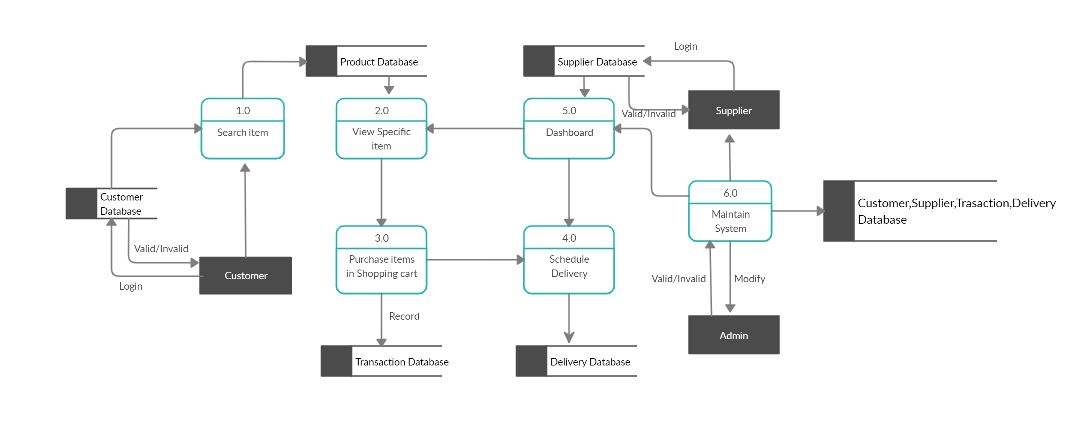 Login
Product Database
Supplier Database
1.0
Search item
2.0
View Specific
item
5.0
Dashboard
Valid/Invalid
Supplier
Customer
Database
6.0
Maintain
System
Customer,Supplier,Trasaction,Delivery
Database
Valid/Invalid
Login
Customer
3.0
Purchase items
in Shopping cart
4.0
Schedule
Delivery
Valid/Invalid
Modify
Record
Admin
Transaction Database
Delivery Database